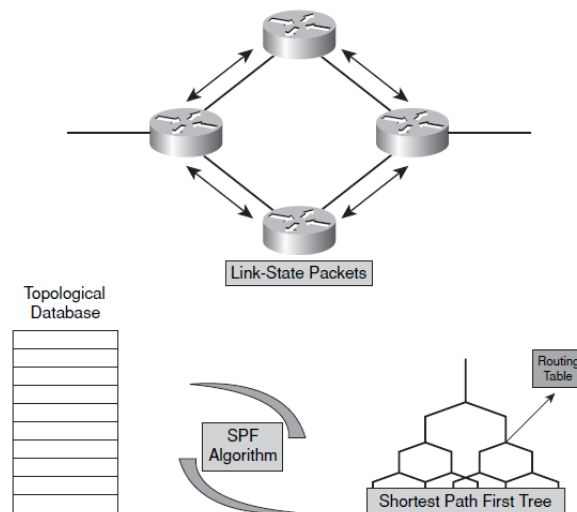 Link-State Packets
Topological
Database
Routing
Table
SPF
Algorithm
Shortest Path First Tree